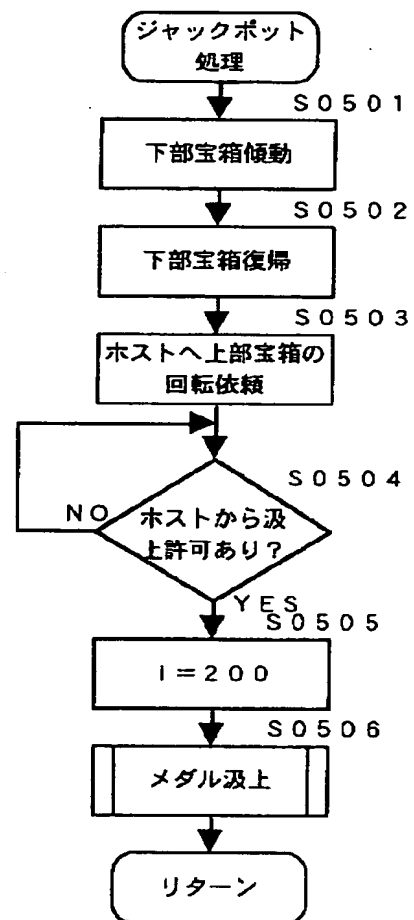 ジャックポット
処理
S0501
下部宝箱傾動
S0502
下部宝箱復帰
S0503
ホストへ上部宝箱の
回転依頼
S0504
NO
ホストから汲
上許可あり？
YES
S0505
I＝200
S0506
メダル汲上
リターン